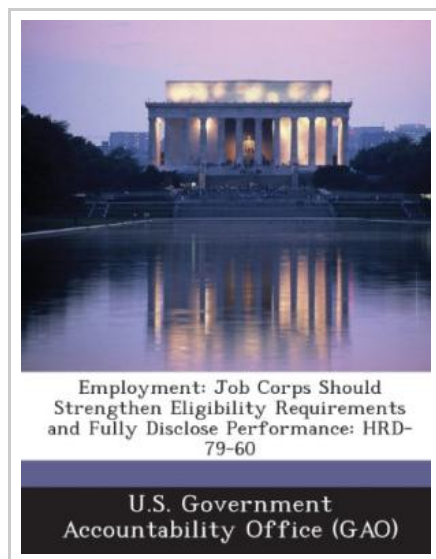 Employment: Job Corps Should
Strengthen Eligibility Requirements
and Fully Disclose Performance: HRD-
79-60
U.S. Government
Accountability Office (GAO)